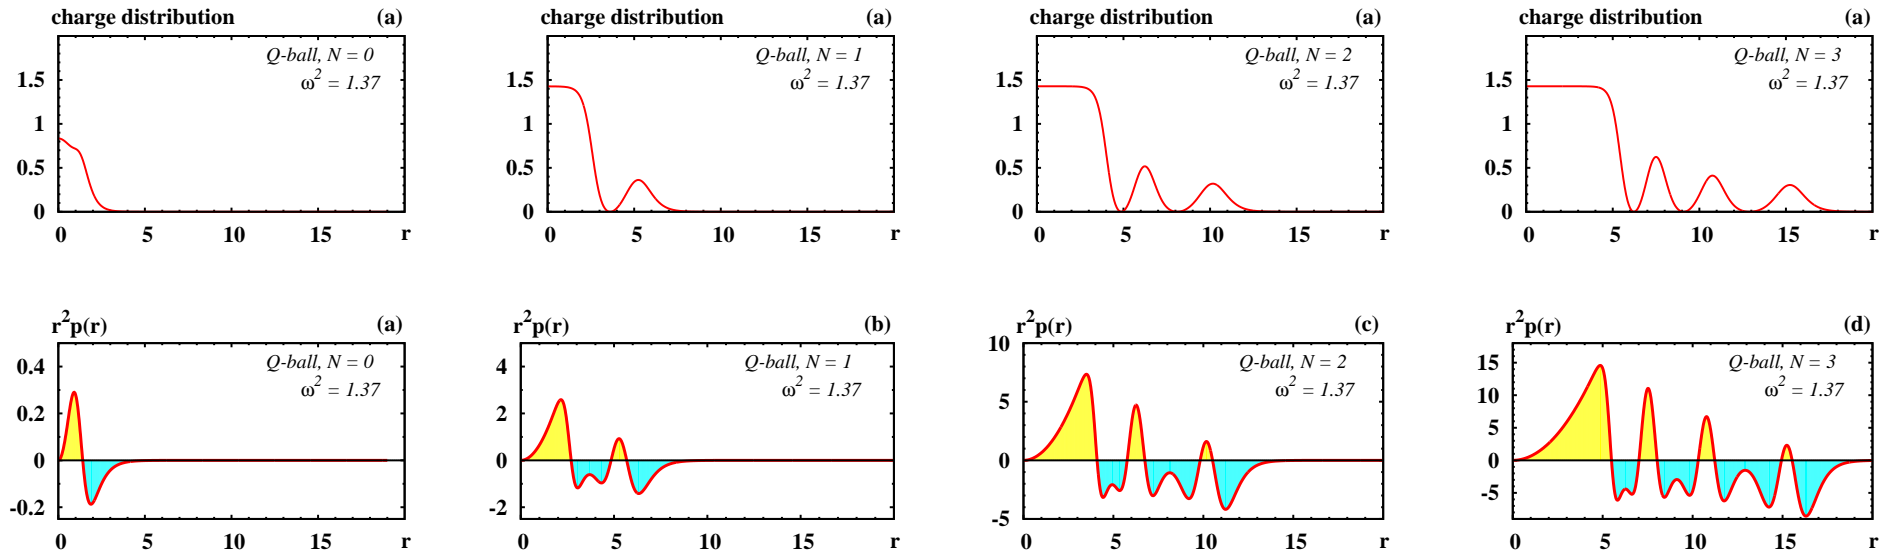 charge distribution (a)
Q-ball, N = 0
ω² = 1.37
1.5
1
0.5
0
0 5 10 15 r
charge distribution (a)
Q-ball, N = 1
ω² = 1.37
1.5
1
0.5
0
0 5 10 15 r
charge distribution (a)
Q-ball, N = 2
ω² = 1.37
1.5
1
0.5
0
0 5 10 15 r
charge distribution (a)
Q-ball, N = 3
ω² = 1.37
1.5
1
0.5
0
0 5 10 15 r
r²p(r) (a)
Q-ball, N = 0
ω² = 1.37
0.4
0.2
0
-0.2
0 5 10 15 r
r²p(r) (b)
Q-ball, N = 1
ω² = 1.37
4
2
0
-2
0 5 10 15 r
r²p(r) (c)
Q-ball, N = 2
ω² = 1.37
10
5
0
-5
0 5 10 15 r
r²p(r) (d)
Q-ball, N = 3
ω² = 1.37
15
10
5
0
-5
0 5 10 15 r